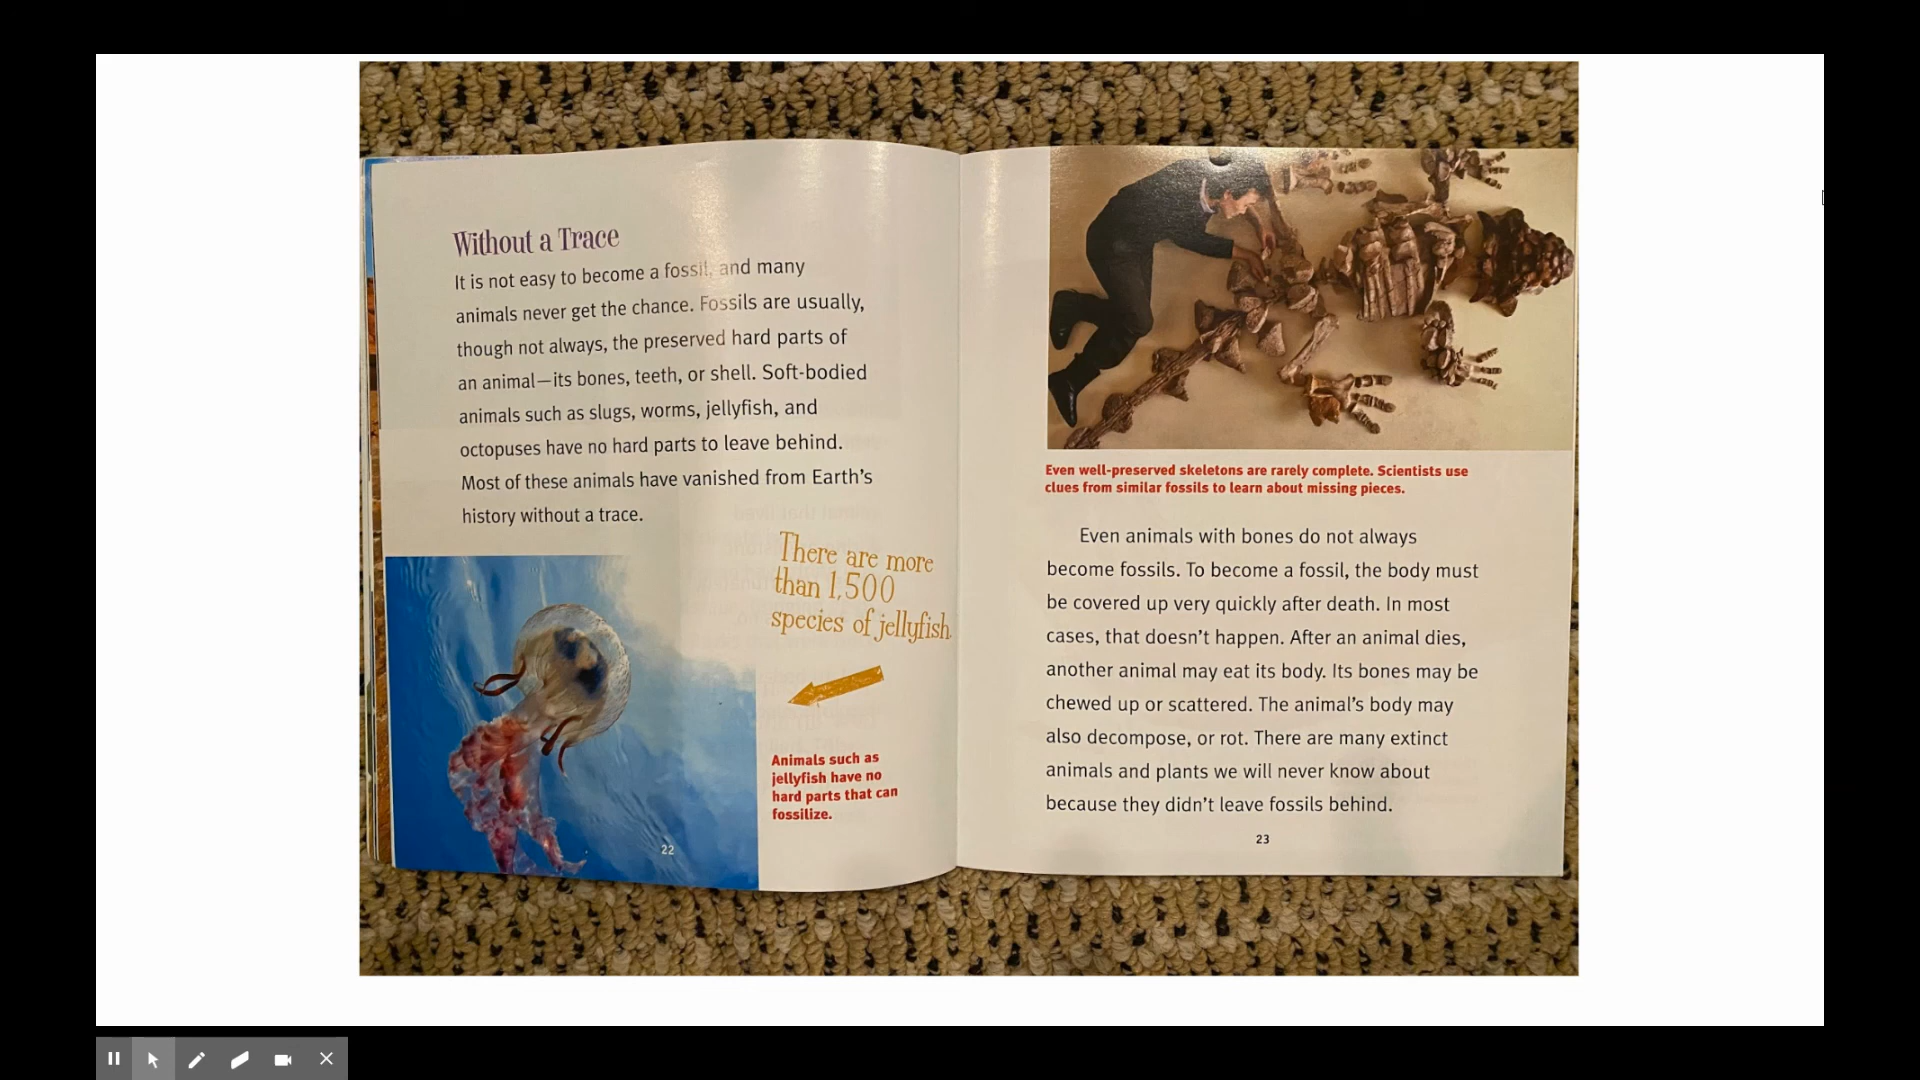 Without a Trace
It is not easy to become a fossil, and many
animals never get the chance. Fossils are usually,
though not always, the preserved hard parts of
an animal—its bones, teeth, or shell. Soft-bodied
animals such as slugs, worms, jellyfish, and
octopuses have no hard parts to leave behind.
Most of these animals have vanished from Earth's
history without a trace.
There are more
than 1,500
species of jellyfish.
Animals such as
jellyfish have no
hard parts that can
fossilize.
22
Even well-preserved skeletons are rarely complete. Scientists use
clues from similar fossils to learn about missing pieces.
Even animals with bones do not always
become fossils. To become a fossil, the body must
be covered up very quickly after death. In most
cases, that doesn't happen. After an animal dies,
another animal may eat its body. Its bones may be
chewed up or scattered. The animal's body may
also decompose, or rot. There are many extinct
animals and plants we will never know about
because they didn't leave fossils behind.
23